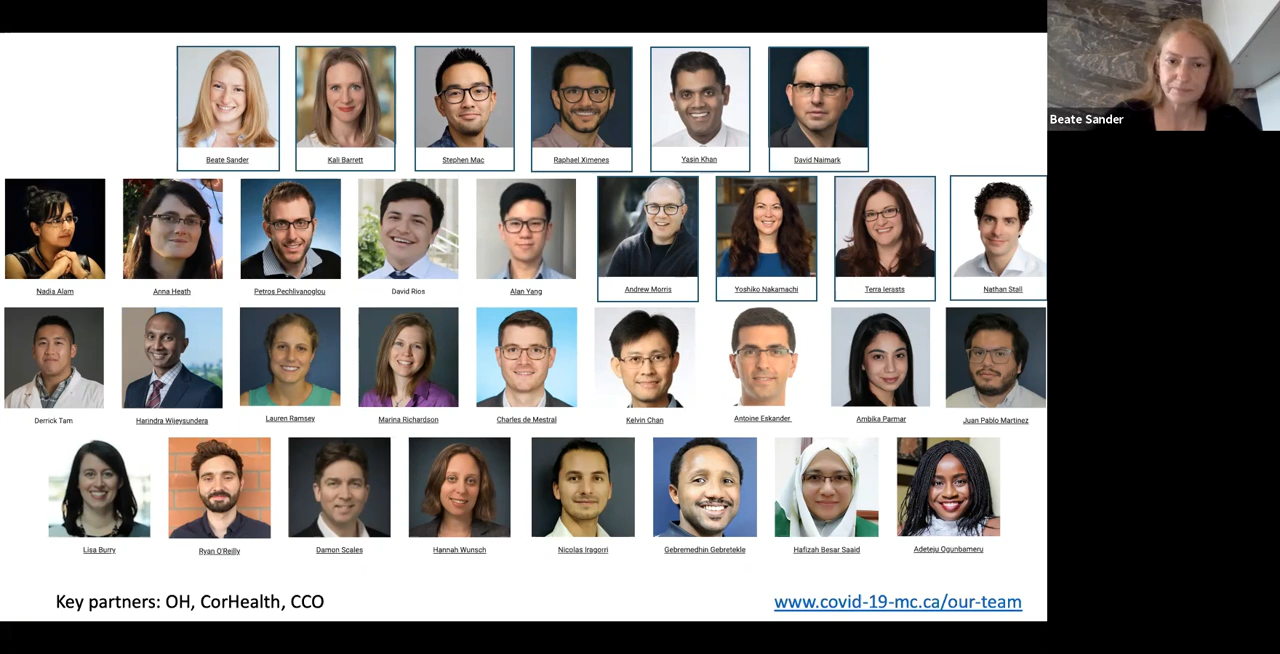 Beate Sander
Beate Sander
Kali Barrett
Stephen Mac
Raphael Ximenes
Yasin Khan
David Naimark
Nadia Alam
Anna Heath
Petros Pechlivanoglou
David Rios
Alan Yang
Andrew Morris
Yoshiko Nakamachi
Terra Ierasts
Nathan Stall
Derrick Tam
Harindra Wijeysundera
Lauren Ramsey
Marina Richardson
Charles de Mestral
Kelvin Chan
Antoine Eskander
Ambika Parmar
Juan Pablo Martinez
Lisa Burry
Ryan O'Reilly
Damon Scales
Hannah Wunsch
Nicolas Iragorri
Gebremedhin Gebretekle
Hafizah Besar Saaid
Adeteju Ogunbameru
Key partners: OH, CorHealth, CCO
www.covid-19-mc.ca/our-team